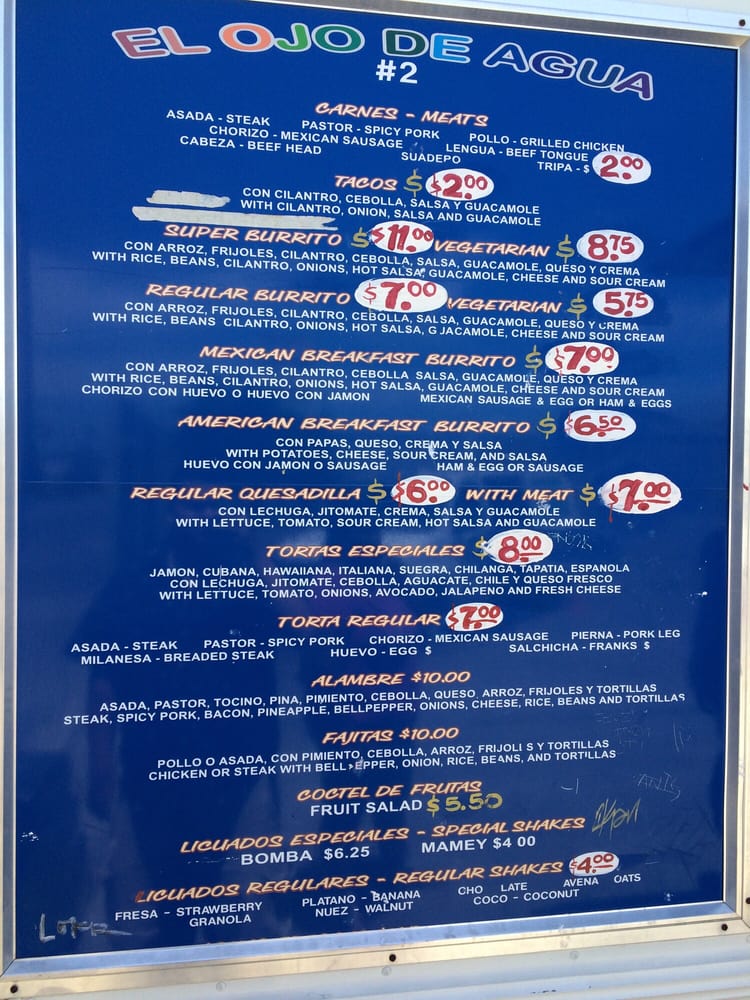 EL OJO DE AGUA
#2
CARNES - MEATS
ASADA - STEAK PASTOR - SPICY PORK POLLO - GRILLED CHICKEN
CHORIZO - MEXICAN SAUSAGE LENGUA - BEEF TONGUE
CABEZA - BEEF HEAD SUADEPO TRIPA - $ 2.00
TACOS $ $2.00
CON CILANTRO, CEBOLLA, SALSA Y GUACAMOLE
WITH CILANTRO, ONION, SALSA AND GUACAMOLE
SUPER BURRITO $ $11.00 VEGETARIAN $ 8.75
CON ARROZ, FRIJOLES, CILANTRO, CEBOLLA, SALSA, GUACAMOLE, QUESO Y CREMA
WITH RICE, BEANS, CILANTRO, ONIONS, HOT SALSA, GUACAMOLE, CHEESE AND SOUR CREAM
REGULAR BURRITO $7.00 VEGETARIAN $ 5.75
CON ARROZ, FRIJOLES, CILANTRO, CEBOLLA, SALSA, GUACAMOLE, QUESO Y CREMA
WITH RICE, BEANS CILANTRO, ONIONS, HOT SALSA, G JACAMOLE, CHEESE AND SOUR CREAM
MEXICAN BREAKFAST BURRITO $ $7.00
CON ARROZ, FRIJOLES, CILANTRO, CEBOLLA SALSA, GUACAMOLE, QUESO Y CREMA
WITH RICE, BEANS, CILANTRO, ONIONS, HOT SALSA, GUACAMOLE, CHEESE AND SOUR CREAM
CHORIZO CON HUEVO O HUEVO CON JAMON MEXICAN SAUSAGE & EGG OR HAM & EGGS
AMERICAN BREAKFAST BURRITO $ $6.50
CON PAPAS, QUESO, CREMA Y SALSA
WITH POTATOES, CHEESE, SOUR CREAM, AND SALSA
HUEVO CON JAMON O SAUSAGE HAM & EGG OR SAUSAGE
REGULAR QUESADILLA $ $6.00 WITH MEAT $ $7.00
CON LECHUGA, JITOMATE, CREMA, SALSA Y GUACAMOLE
WITH LETTUCE, TOMATO, SOUR CREAM, HOT SALSA AND GUACAMOLE
TORTAS ESPECIALES $ 8.00
JAMON, CUBANA, HAWAIIANA, ITALIANA, SUEGRA, CHILANGA, TAPATIA, ESPANOLA
CON LECHUGA, JITOMATE, CEBOLLA, AGUACATE, CHILE Y QUESO FRESCO
WITH LETTUCE, TOMATO, ONIONS, AVOCADO, JALAPENO AND FRESH CHEESE
TORTA REGULAR $7.00
ASADA - STEAK PASTOR - SPICY PORK CHORIZO - MEXICAN SAUSAGE PIERNA - PORK LEG
MILANESA - BREADED STEAK HUEVO - EGG $ SALCHICHA - FRANKS $
ALAMBRE $10.00
ASADA, PASTOR, TOCINO, PINA, PIMIENTO, CEBOLLA, QUESO ARROZ, FRIJOLES Y TORTILLAS
STEAK, SPICY PORK, BACON, PINEAPPLE, BELLPEPPER, ONIONS, CHEESE, RICE, BEANS AND TORTILLAS
FAJITAS $10.00
POLLO O ASADA, CON PIMIENTO, CEBOLLA, ARROZ, FRIJOLI S Y TORTILLAS
CHICKEN OR STEAK WITH BELL EPPER, ONION, RICE, BEANS, AND TORTILLAS
COCTEL DE FRUTAS
FRUIT SALAD $5.50
LICUADOS ESPECIALES - SPECIAL SHAKES
BOMBA $6.25 MAMEY $4 00
LICUADOS REGULARES - REGULAR SHAKES $4.00
FRESA - STRAWBERRY PLATANO - BANANA CHO LATE AVENA OATS
GRANOLA NUEZ - WALNUT COCO - COCONUT